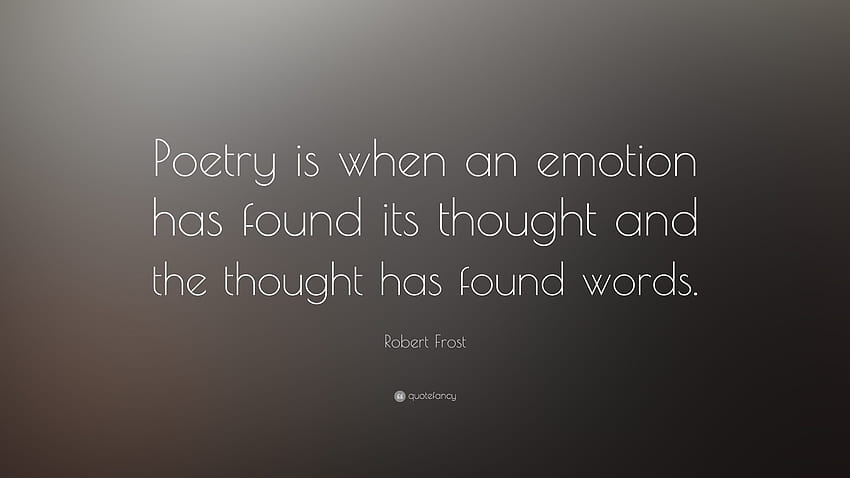 Poetry is when an emotion
has found its thought and
the thought has found words.
Robert Frost
quotefancy